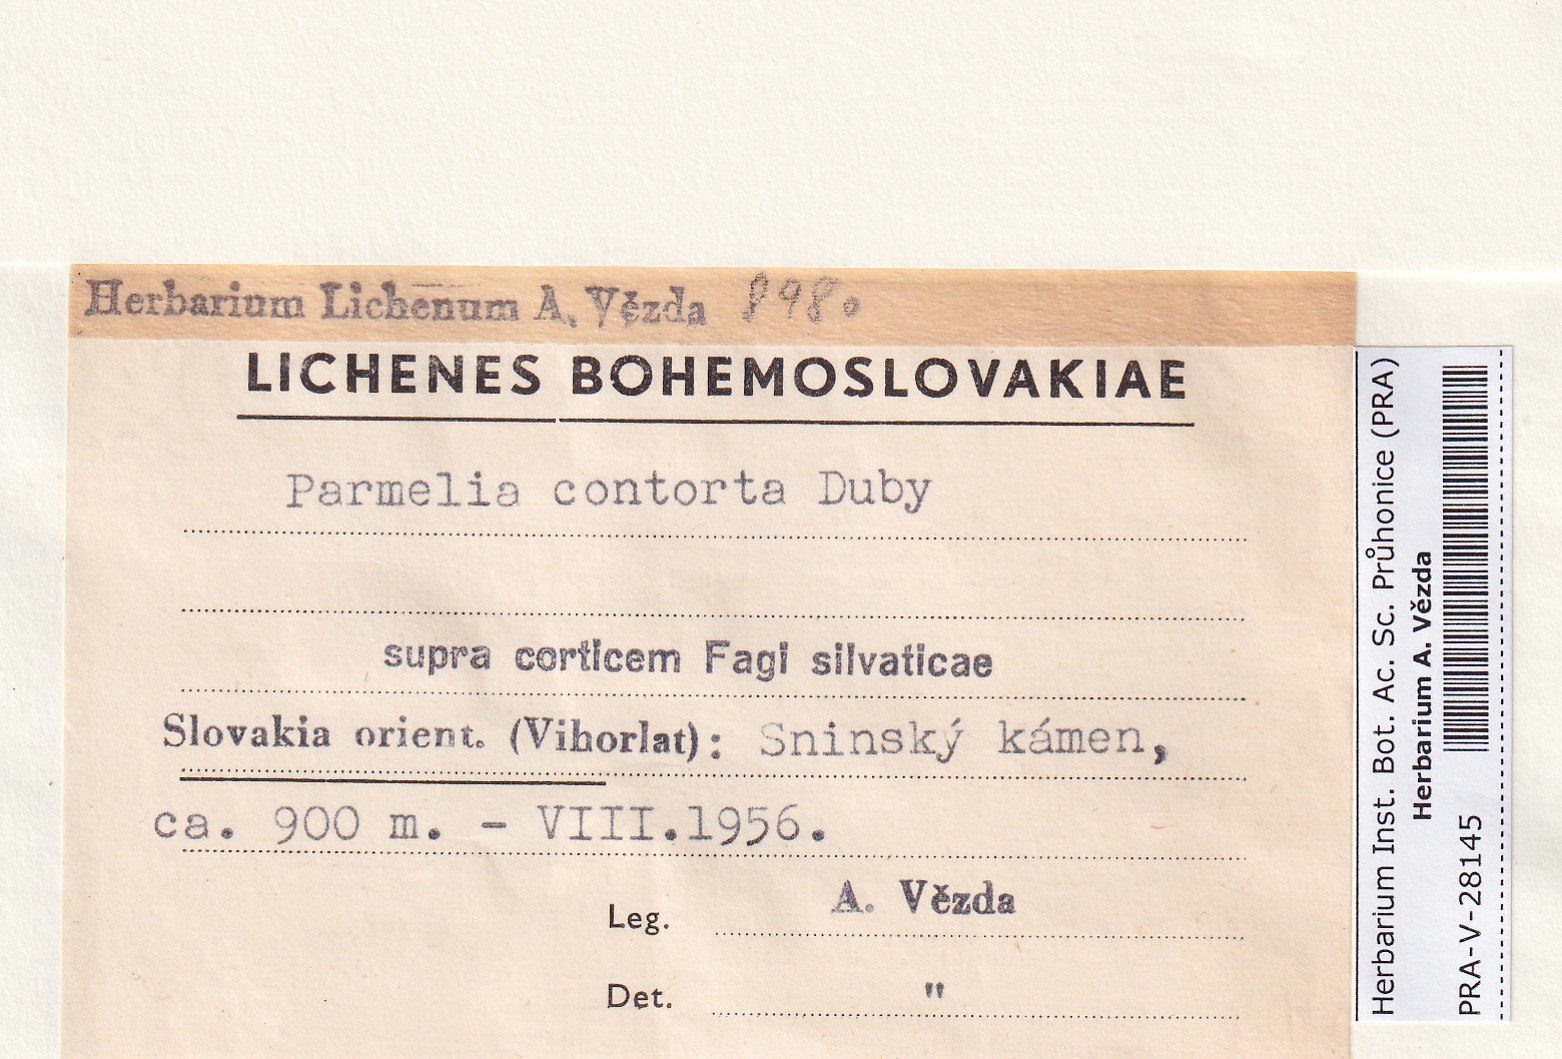 Herbarium Lichenum A. Vězda 8980
LICHENES BOHEMOSLOVAKIAE
Parmelia contorta Duby
supra corticem Fagi silvaticae
Slovakia orient. (Vihorlat): Sninský kámen,
ca. 900 m. - VIII.1956.
Leg. A. Vězda
Det. "
Herbarium Inst. Bot. Ac. Sc. Průhonice (PRA)
Herbarium A. Vězda
PRA-V-28145